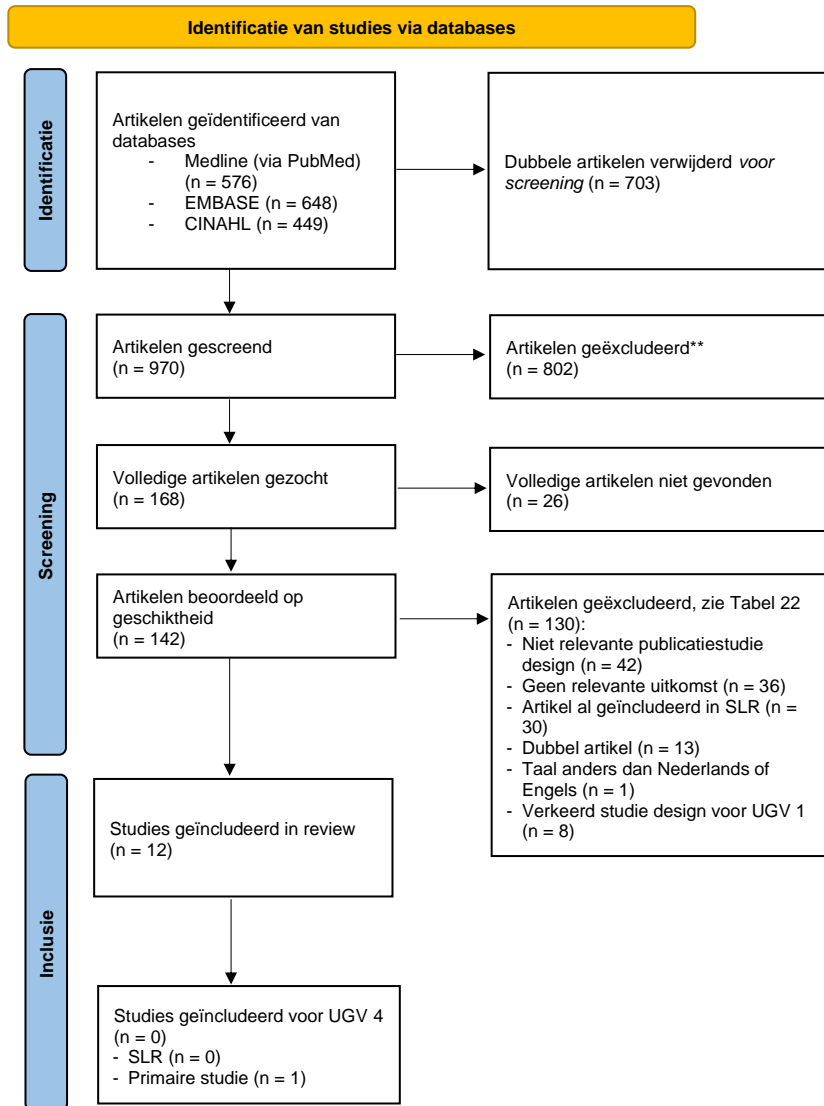 Identificatie van studies via databases
Identificatie
Artikelen geïdentificeerd van
databases
- Medline (via PubMed)
(n = 576)
- EMBASE (n = 648)
- CINAHL (n = 449)
Dubbele artikelen verwijderd voor
screening (n = 703)
Screening
Artikelen gescreend
(n = 970)
Artikelen geëxcludeerd**
(n = 802)
Volledige artikelen gezocht
(n = 168)
Volledige artikelen niet gevonden
(n = 26)
Artikelen beoordeeld op
geschiktheid
(n = 142)
Artikelen geëxcludeerd, zie Tabel 22
(n = 130):
- Niet relevante publicatiestudie
design (n = 42)
- Geen relevante uitkomst (n = 36)
- Artikel al geïncludeerd in SLR (n =
30)
- Dubbel artikel (n = 13)
- Taal anders dan Nederlands of
Engels (n = 1)
- Verkeerd studie design voor UGV 1
(n = 8)
Inclusie
Studies geïncludeerd in review
(n = 12)
Studies geïncludeerd voor UGV 4
(n = 0)
- SLR (n = 0)
- Primaire studie (n = 1)